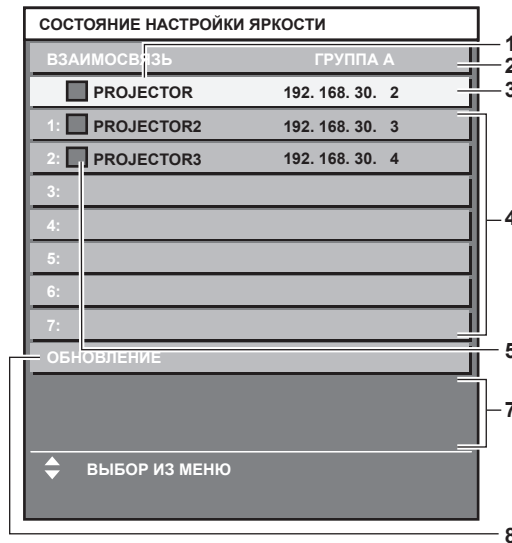 СОСТОЯНИЕ НАСТРОЙКИ ЯРКОСТИ
1
ВЗАИМОСВЯЗЬ ГРУППА A
2
PROJECTOR 192. 168. 30. 2
3
1: PROJECTOR2 192. 168. 30. 3
2: PROJECTOR3 192. 168. 30. 4
3:
4:
4
5:
6:
7:
ОБНОВЛЕНИЕ
5
7
ВЫБОР ИЗ МЕНЮ
8